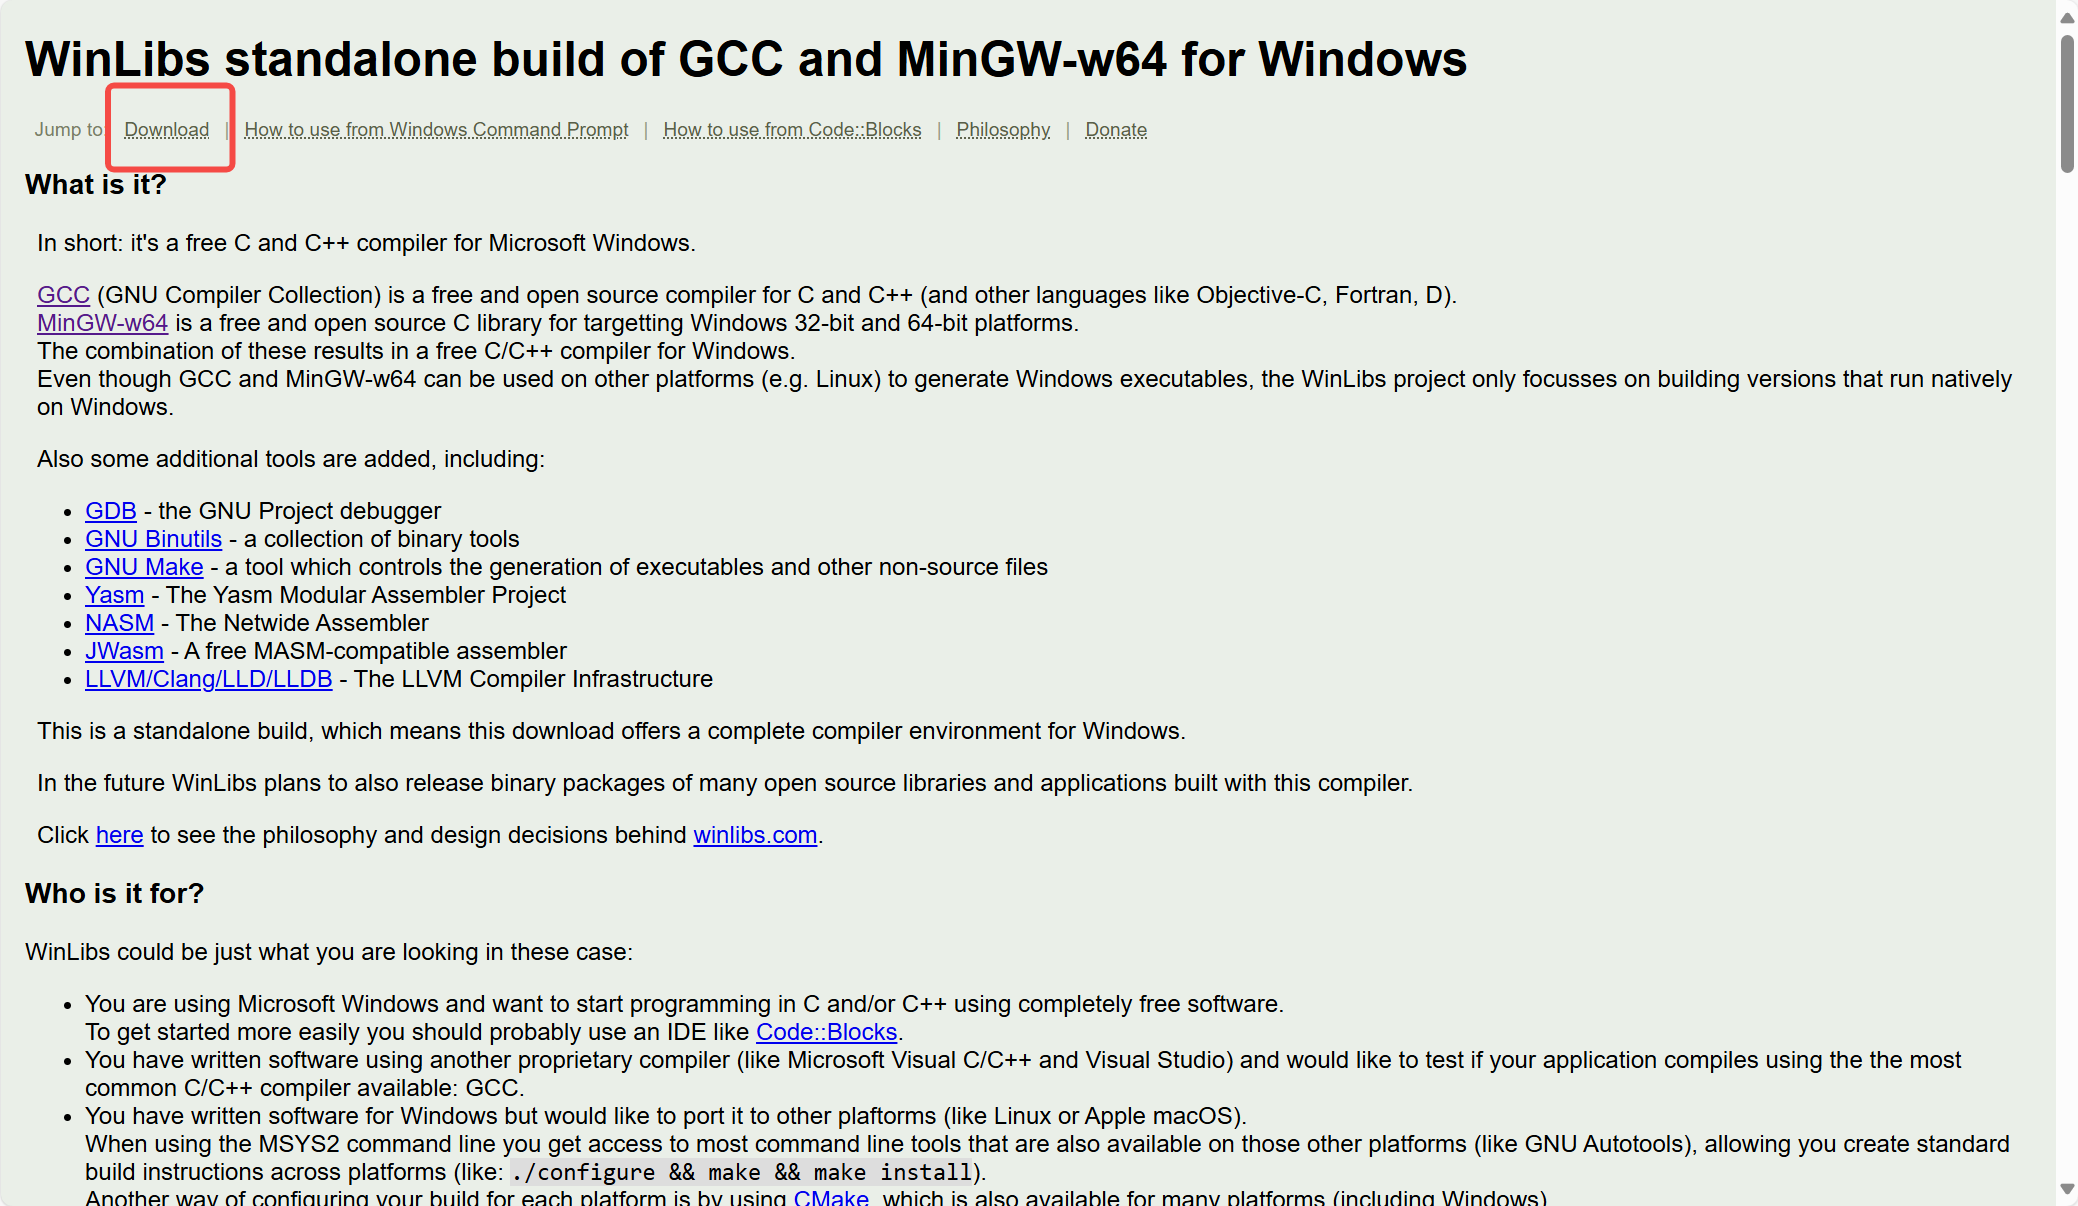 WinLibs standalone build of GCC and MinGW-w64 for Windows
Jump to: Download | How to use from Windows Command Prompt | How to use from Code::Blocks | Philosophy | Donate
What is it?
In short: it's a free C and C++ compiler for Microsoft Windows.
GCC (GNU Compiler Collection) is a free and open source compiler for C and C++ (and other languages like Objective-C, Fortran, D).
MinGW-w64 is a free and open source C library for targetting Windows 32-bit and 64-bit platforms.
The combination of these results in a free C/C++ compiler for Windows.
Even though GCC and MinGW-w64 can be used on other platforms (e.g. Linux) to generate Windows executables, the WinLibs project only focusses on building versions that run natively
on Windows.
Also some additional tools are added, including:
• GDB - the GNU Project debugger
• GNU Binutils - a collection of binary tools
• GNU Make - a tool which controls the generation of executables and other non-source files
• Yasm - The Yasm Modular Assembler Project
• NASM - The Netwide Assembler
• JWasm - A free MASM-compatible assembler
• LLVM/Clang/LLD/LLDB - The LLVM Compiler Infrastructure
This is a standalone build, which means this download offers a complete compiler environment for Windows.
In the future WinLibs plans to also release binary packages of many open source libraries and applications built with this compiler.
Click here to see the philosophy and design decisions behind winlibs.com.
Who is it for?
WinLibs could be just what you are looking in these case:
• You are using Microsoft Windows and want to start programming in C and/or C++ using completely free software.
To get started more easily you should probably use an IDE like Code::Blocks.
• You have written software using another proprietary compiler (like Microsoft Visual C/C++ and Visual Studio) and would like to test if your application compiles using the the most
common C/C++ compiler available: GCC.
• You have written software for Windows but would like to port it to other plaftorms (like Linux or Apple macOS).
When using the MSYS2 command line you get access to most command line tools that are also available on those other platforms (like GNU Autotools), allowing you create standard
build instructions across platforms (like: ./configure && make && make install).
Another way of configuring your build for each platform is by using CMake, which is also available for many platforms (including Windows)